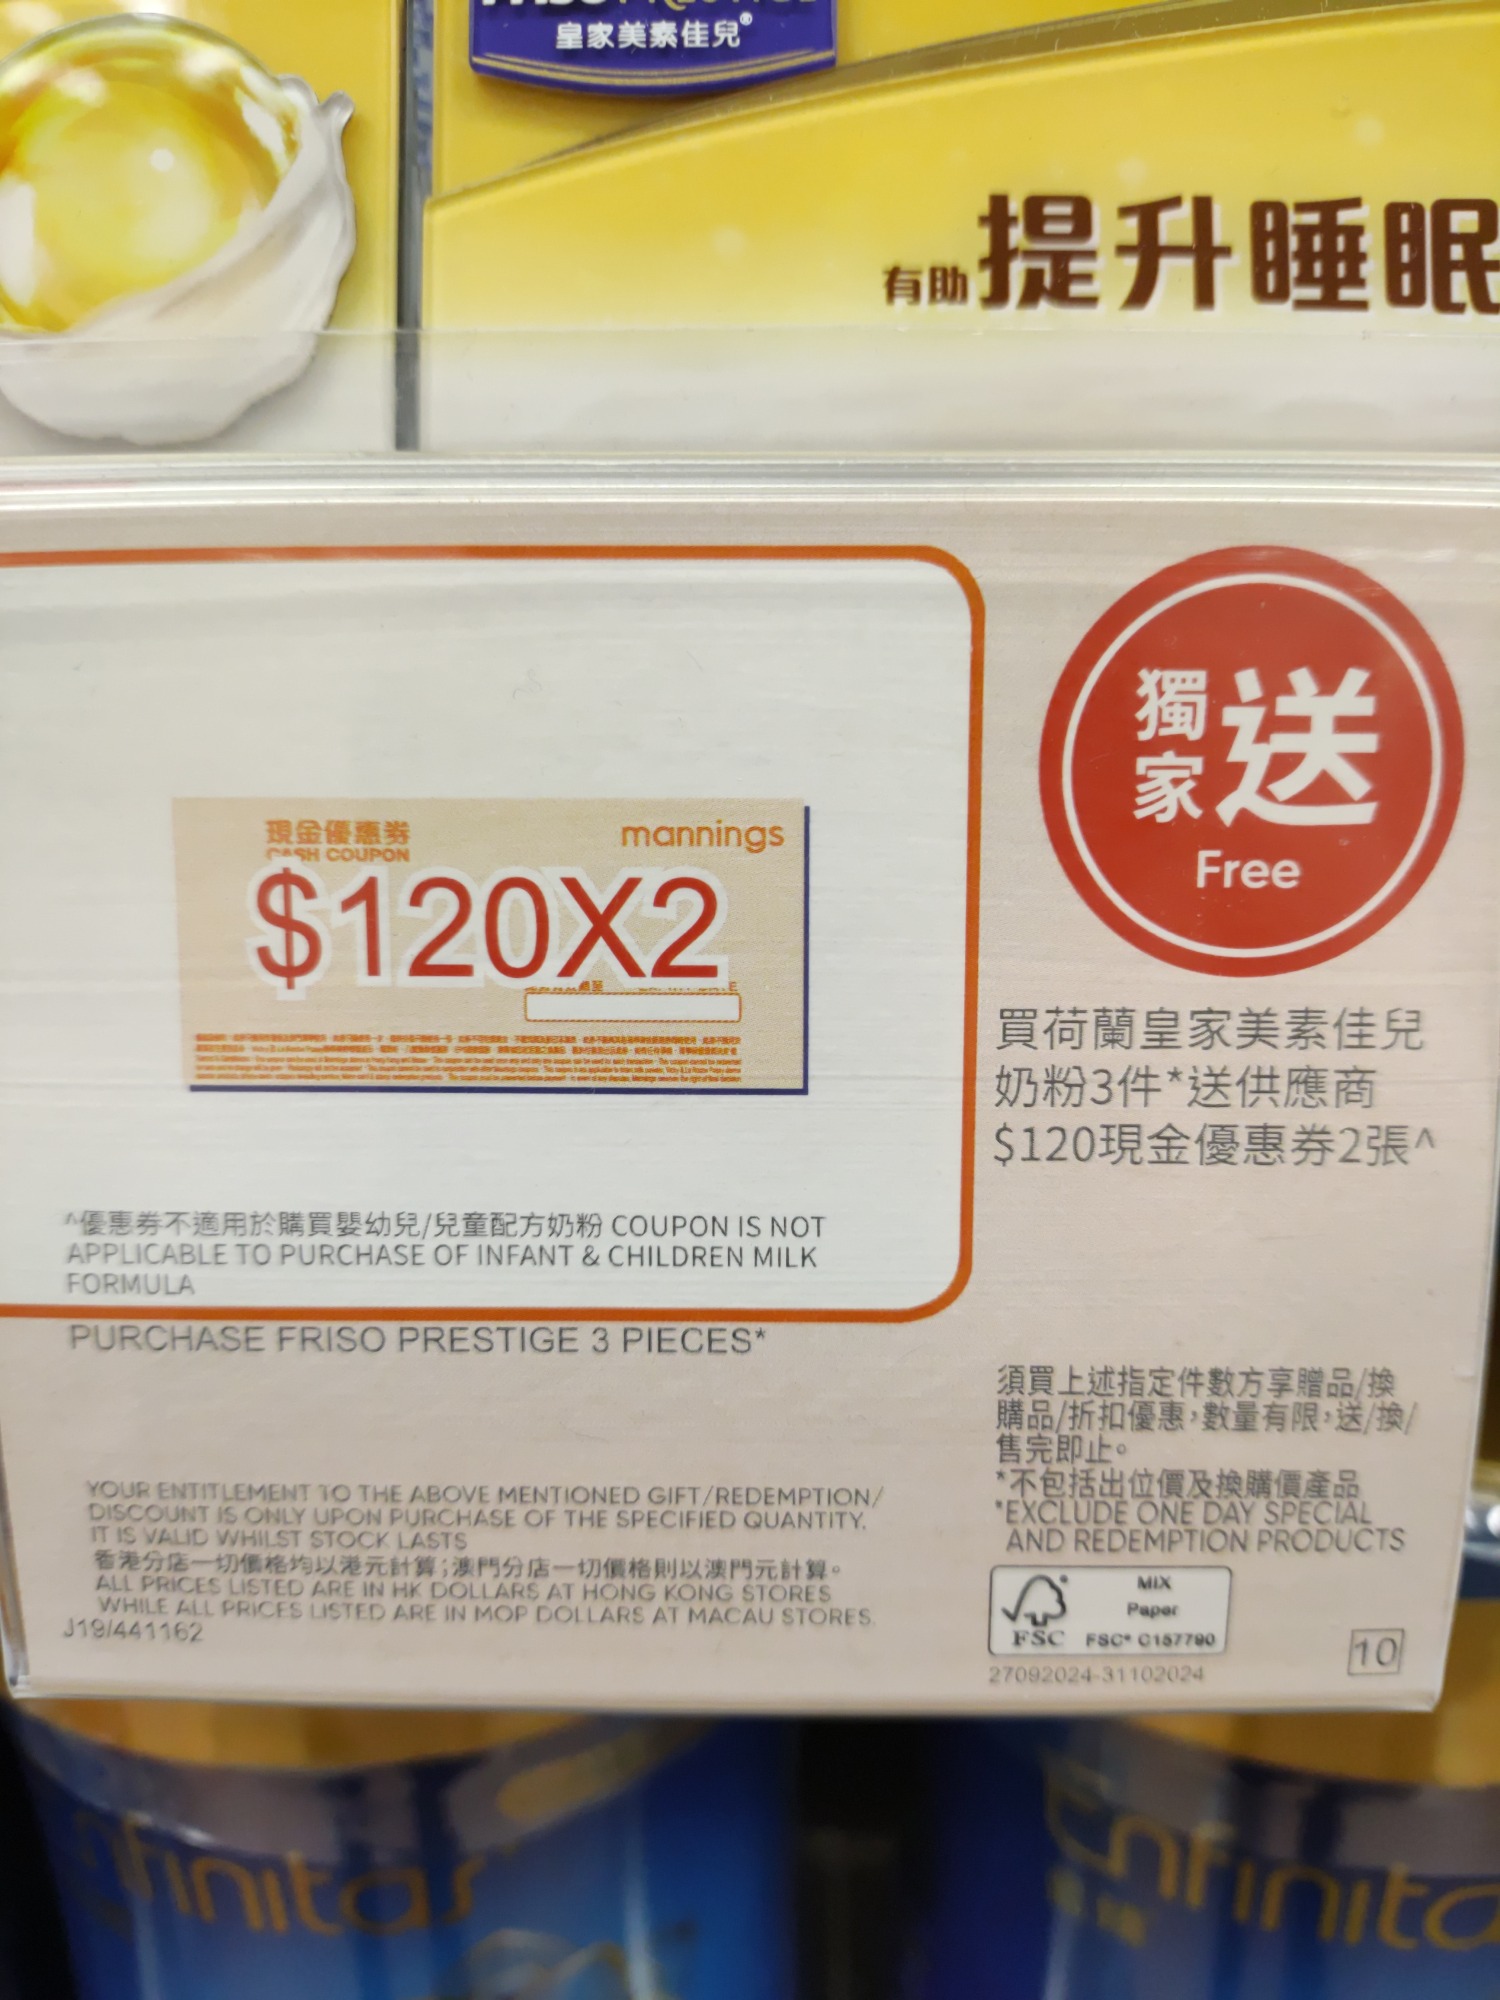 皇家美素佳兒®
有助提升睡眠
獨家送
Free
現金優惠券
CASH COUPON
mannings
$120X2
買荷蘭皇家美素佳兒
奶粉3件*送供應商
$120現金優惠券2張^
^優惠券不適用於購買嬰幼兒/兒童配方奶粉 COUPON IS NOT
APPLICABLE TO PURCHASE OF INFANT & CHILDREN MILK
FORMULA
PURCHASE FRISO PRESTIGE 3 PIECES*
須買上述指定件數方享贈品/換
購品/折扣優惠,數量有限,送/換/
售完即止。
*不包括出位價及換購價產品
*EXCLUDE ONE DAY SPECIAL
AND REDEMPTION PRODUCTS
YOUR ENTITLEMENT TO THE ABOVE MENTIONED GIFT/REDEMPTION/
DISCOUNT IS ONLY UPON PURCHASE OF THE SPECIFIED QUANTITY.
IT IS VALID WHILST STOCK LASTS
香港分店一切價格均以港元計算;澳門分店一切價格則以澳門元計算。
ALL PRICES LISTED ARE IN HK DOLLARS AT HONG KONG STORES
WHILE ALL PRICES LISTED ARE IN MOP DOLLARS AT MACAU STORES.
J19/441162
MIX
Paper
FSC
FSC® C157790
27092024-31102024
10